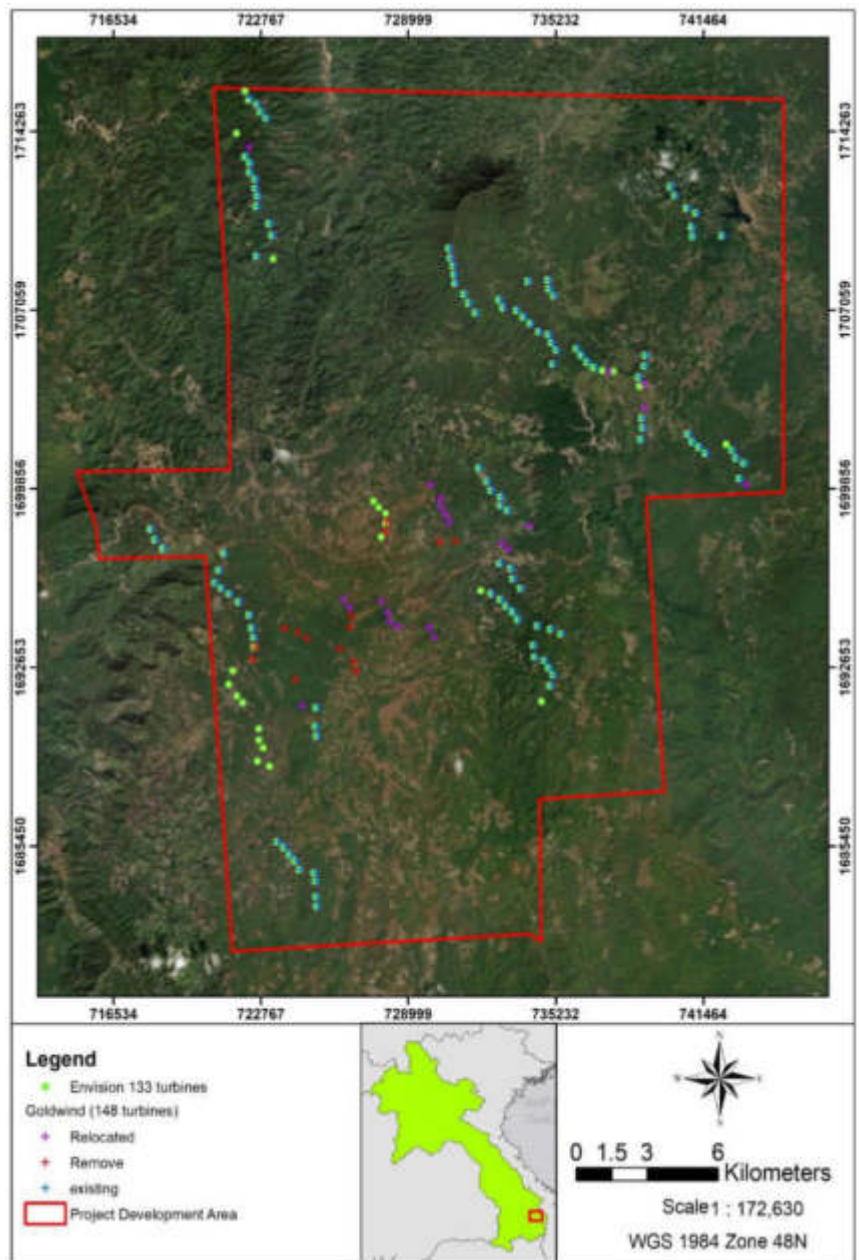 716534 722767 728999 735232 741464
1714263 1714263
1707059 1707059
1699856 1699856
1692653 1692653
1685450 1685450
716534 722767 728999 735232 741464
Legend
Envision 133 turbines
Goldwind (148 turbines)
Relocated
Remove
existing
Project Development Area
N
W E
S
0 1.5 3 6
Kilometers
Scale1 : 172,630
WGS 1984 Zone 48N